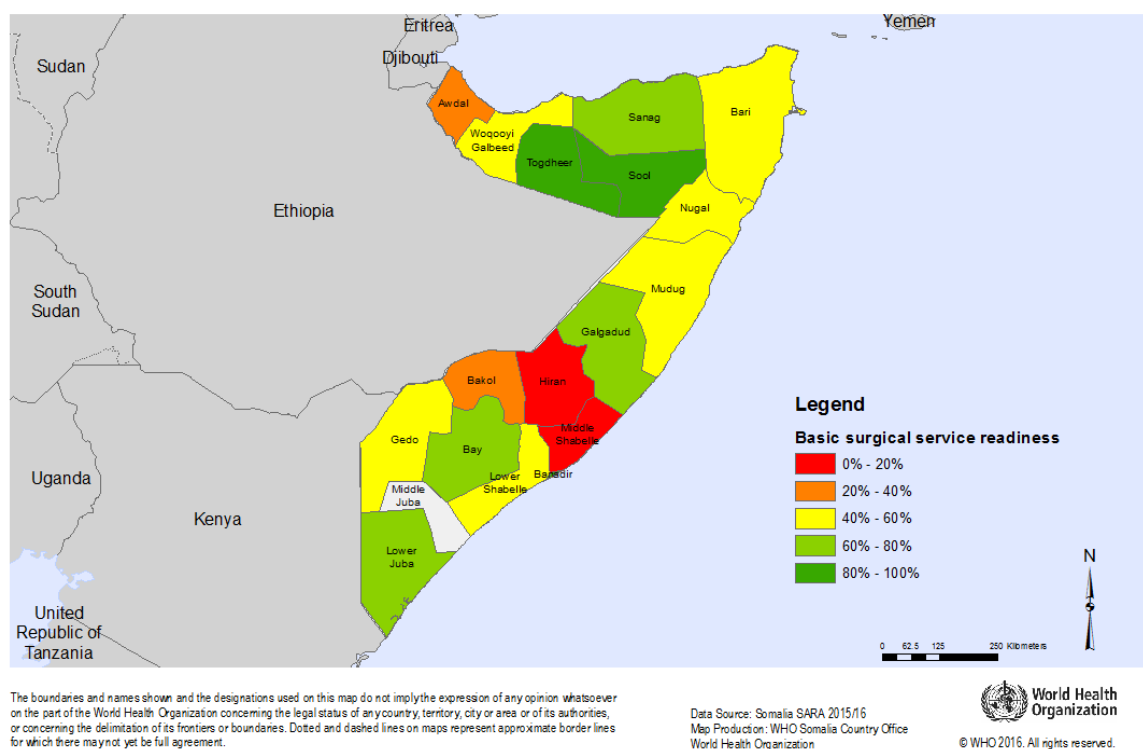 Eritrea
Yemen
Djibouti
Sudan
Awdal
Sanag
Bari
Woqooyi
Galbeed
Togdheer
Sool
Ethiopia
Nugal
South
Sudan
Mudug
Galgadud
Bakol
Hiran
Middle
Shabelle
Gedo
Bay
Lower
Shabelle
Banadir
Uganda
Middle
Juba
Kenya
Lower
Juba
United
Republic of
Tanzania
Legend
Basic surgical service readiness
0% - 20%
20% - 40%
40% - 60%
60% - 80%
80% - 100%
N
0 62.5 125 250 Kilometers
The boundaries and names shown and the designations used on this map do not imply the expression of any opinion whatsoever
on the part of the World Health Organization concerning the legal status of any country, territory, city or area or of its authorities,
or concerning the delimitation of its frontiers or boundaries. Dotted and dashed lines on maps represent approximate border lines
for which there may not yet be full agreement.
Data Source: Somalia SARA 2015/16
Map Production: WHO Somalia Country Office
World Health Organization
World Health
Organization
© WHO 2016. All rights reserved.